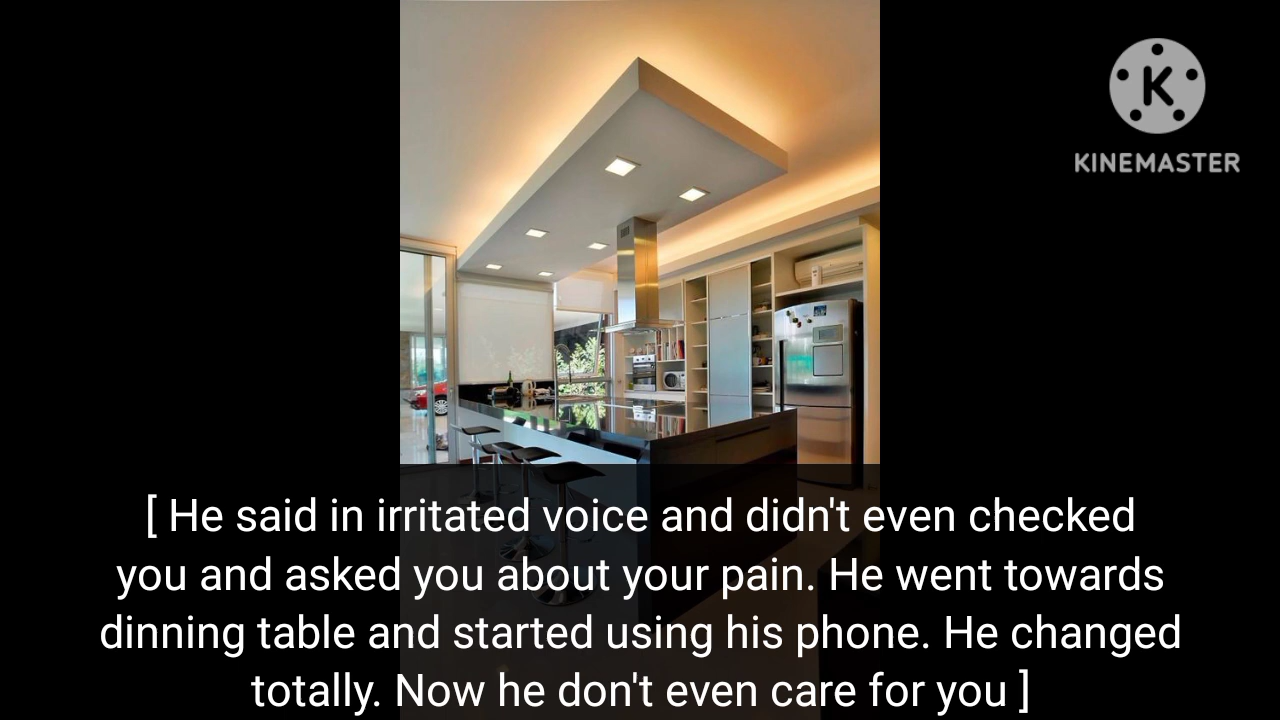 KINEMASTER
[ He said in irritated voice and didn't even checked
you and asked you about your pain. He went towards
dinning table and started using his phone. He changed
totally. Now he don't even care for you ]